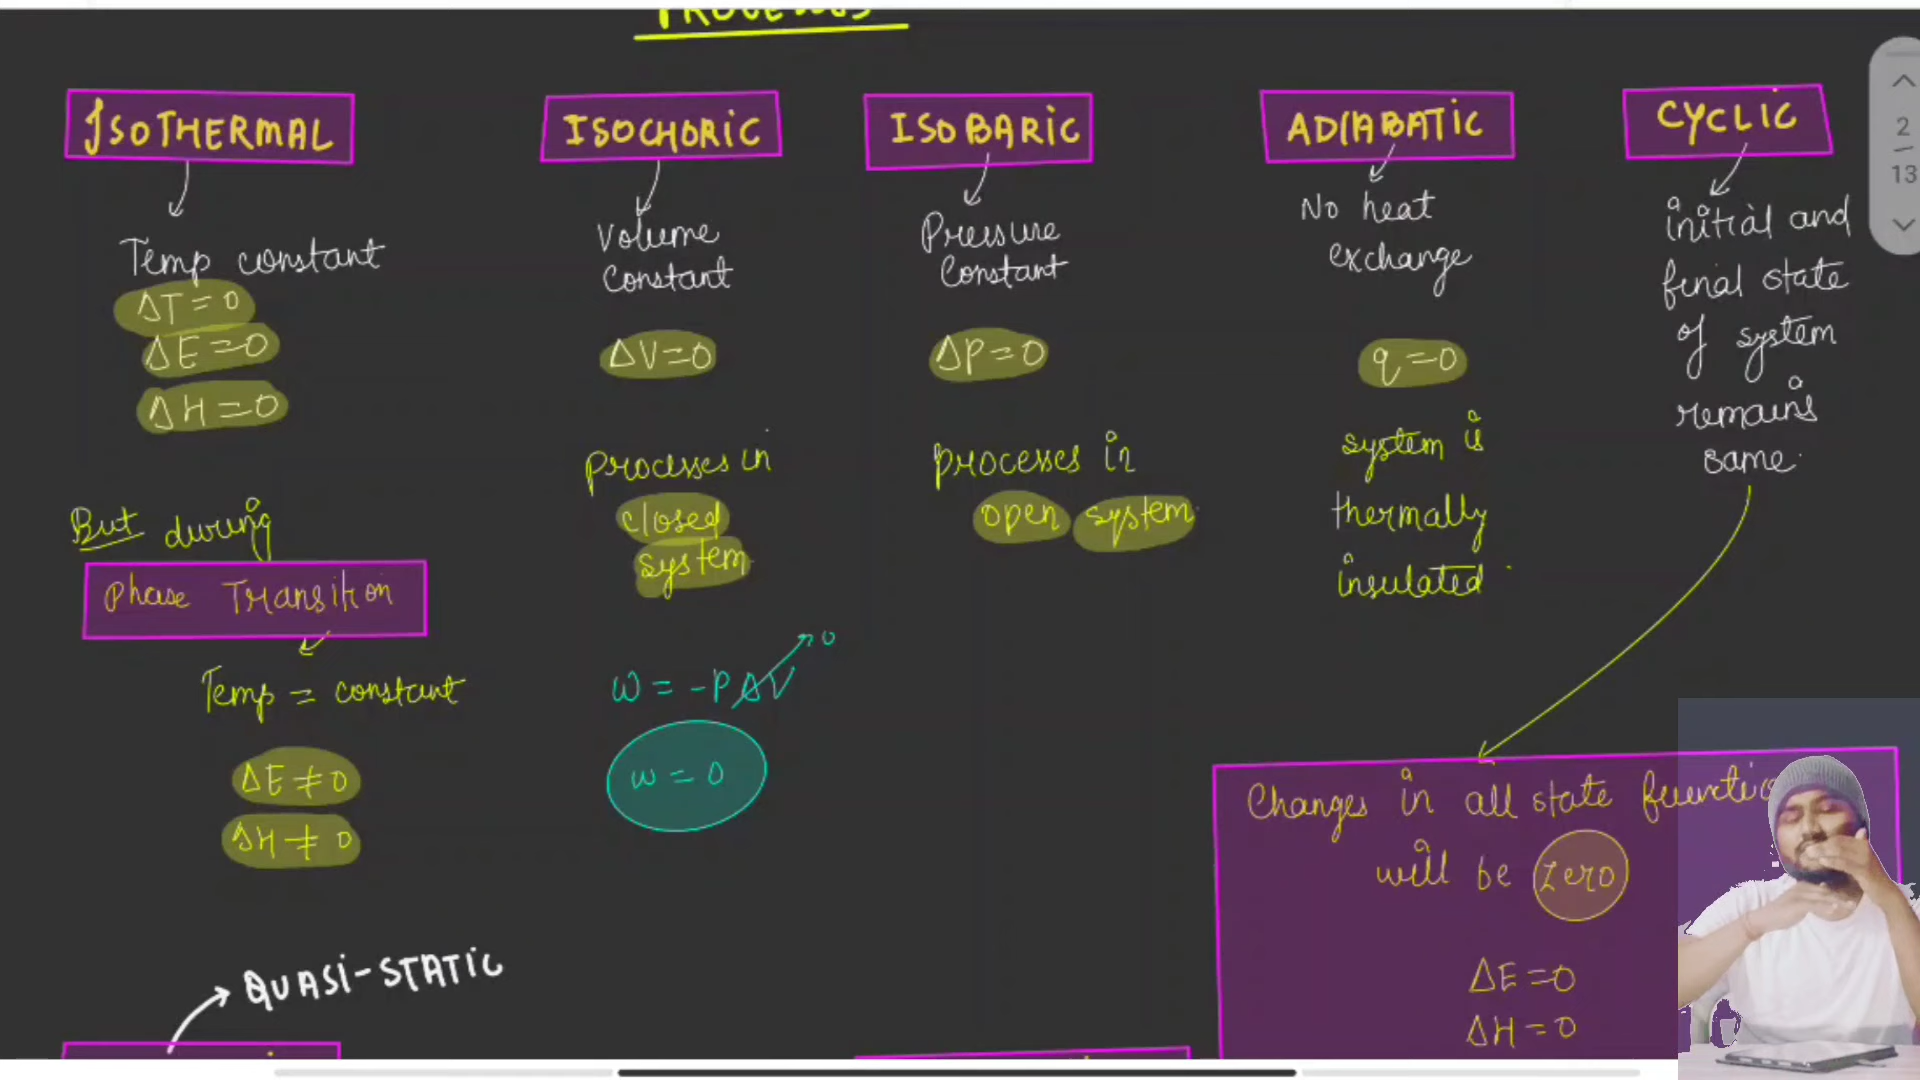 ISOTHERMAL
Temp constant
ΔT = 0
ΔE = 0
ΔH = 0
But during
Phase Transition
Temp = constant
ΔE ≠ 0
ΔH ≠ 0
QUASI-STATIC
ISOCHORIC
Volume
Constant
ΔV = 0
processes in
closed
system
W = -PΔV → 0
W = 0
ISOBARIC
Pressure
Constant
ΔP = 0
processes in
open system
ADIABATIC
No heat
exchange
q = 0
system is
thermally
insulated
CYCLIC
initial and
final state
of system
remains
same
Changes in all state
will be zero
ΔE = 0
ΔH = 0
2
13